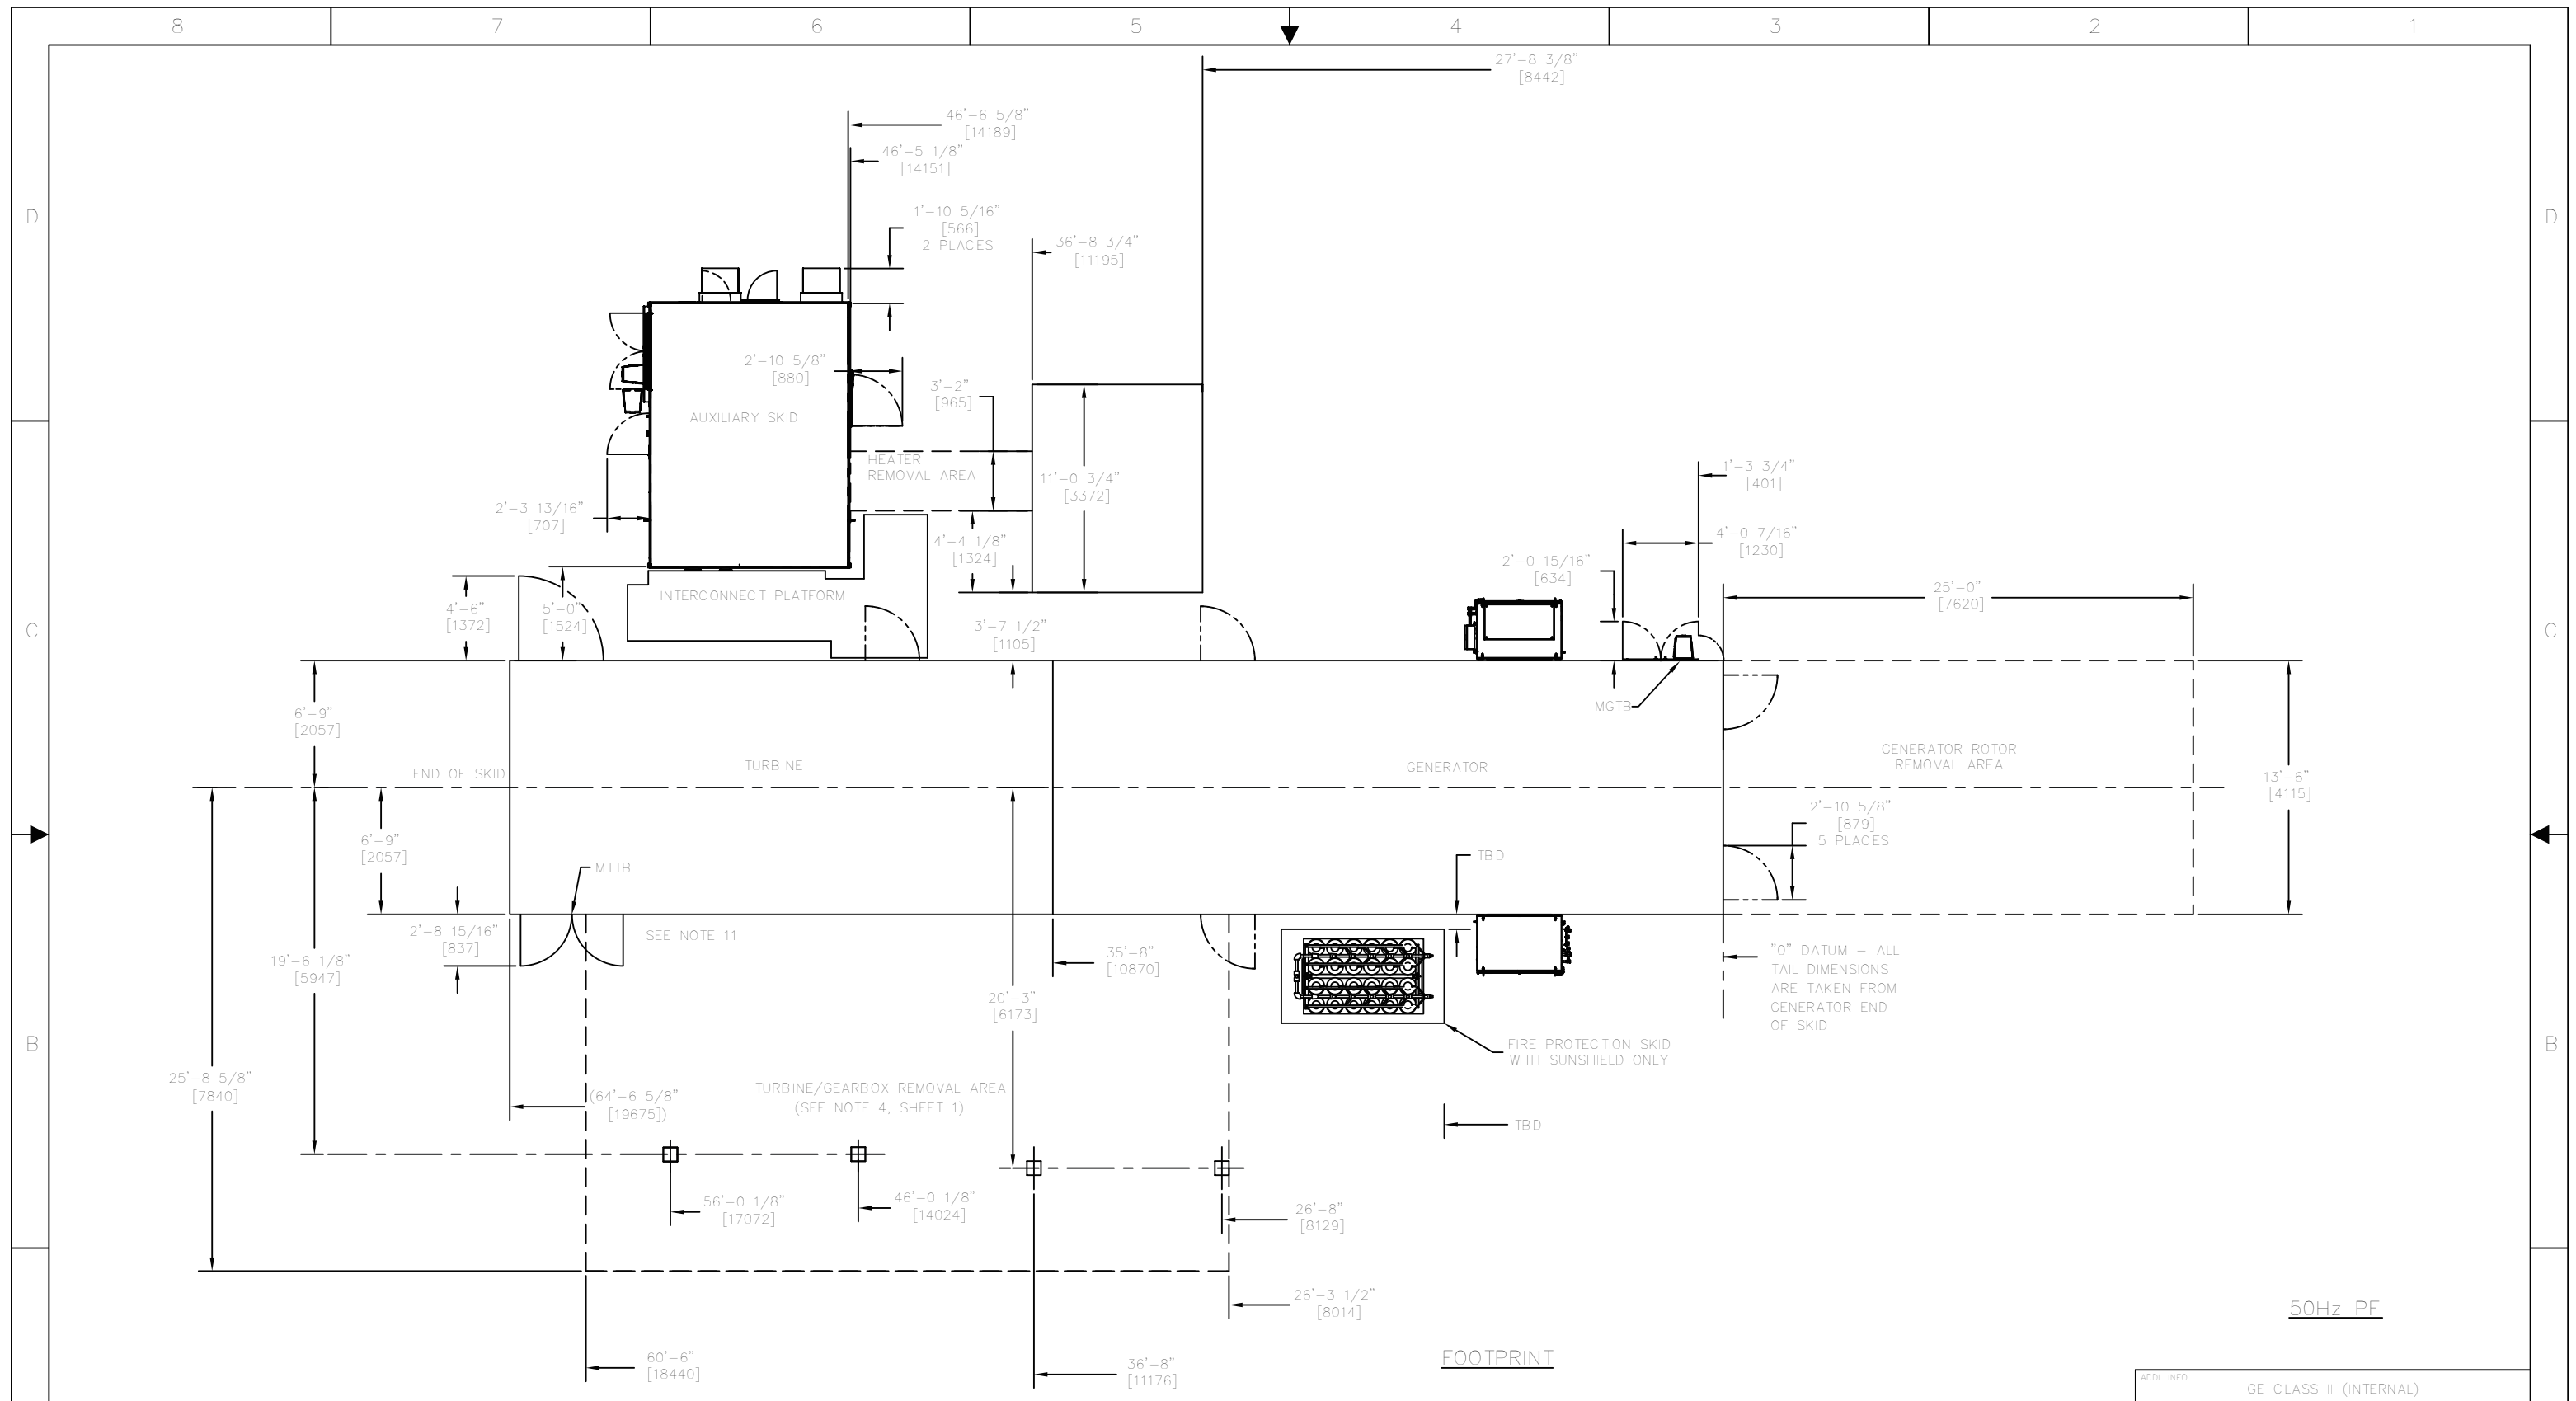 8 7 6 5 4 3 2 1
27'-8 3/8"
[8442]
46'-6 5/8"
[14189]
46'-5 1/8"
[14151]
D
D
1'-10 5/16"
[566]
2 PLACES
36'-8 3/4"
[11195]
2'-10 5/8"
[880]
3'-2"
[965]
AUXILIARY SKID
HEATER
REMOVAL AREA
11'-0 3/4"
[3372]
1'-3 3/4"
[401]
2'-3 13/16"
[707]
4'-4 1/8"
[1324]
4'-0 7/16"
[1230]
2'-0 15/16"
[634]
25'-0"
[7620]
INTERCONNECT PLATFORM
4'-6"
[1372]
5'-0"
[1524]
3'-7 1/2"
[1105]
C
C
6'-9"
[2057]
MGTB
END OF SKID
TURBINE
GENERATOR
GENERATOR ROTOR
REMOVAL AREA
13'-6"
[4115]
2'-10 5/8"
[879]
5 PLACES
6'-9"
[2057]
MTTB
TBD
2'-8 15/16"
[837]
SEE NOTE 11
19'-6 1/8"
[5947]
35'-8"
[10870]
"0" DATUM – ALL
TAIL DIMENSIONS
ARE TAKEN FROM
GENERATOR END
OF SKID
20'-3"
[6173]
B
B
FIRE PROTECTION SKID
WITH SUNSHIELD ONLY
25'-8 5/8"
[7840]
(64'-6 5/8"
[19675])
TURBINE/GEARBOX REMOVAL AREA
(SEE NOTE 4, SHEET 1)
TBD
56'-0 1/8"
[17072]
46'-0 1/8"
[14024]
26'-8"
[8129]
26'-3 1/2"
[8014]
50Hz PF
60'-6"
[18440]
36'-8"
[11176]
FOOTPRINT
ADDL INFO
GE CLASS II (INTERNAL)